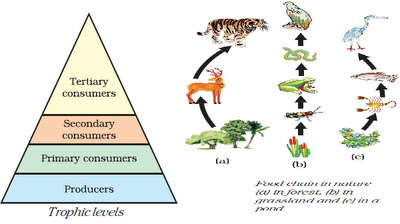 Tertiary
consumers
Secondary
consumers
Primary consumers
Producers
Trophic levels
(a)
(b)
(c)
Food chain in nature
(a) in forest, (b) in
grassland and (c) in a
pond